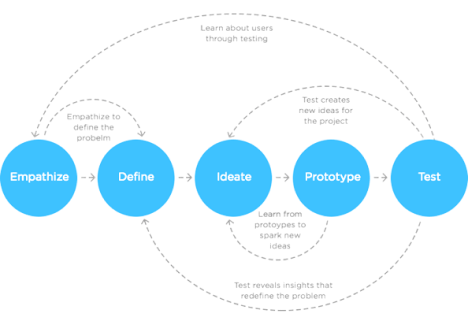 Learn about users
through testing
Test creates
new ideas for
the project
Empathize to
define the
probelm
Empathize
Define
Ideate
Prototype
Test
Learn from
protoypes to
spark new
ideas
Test reveals insights that
redefine the problem